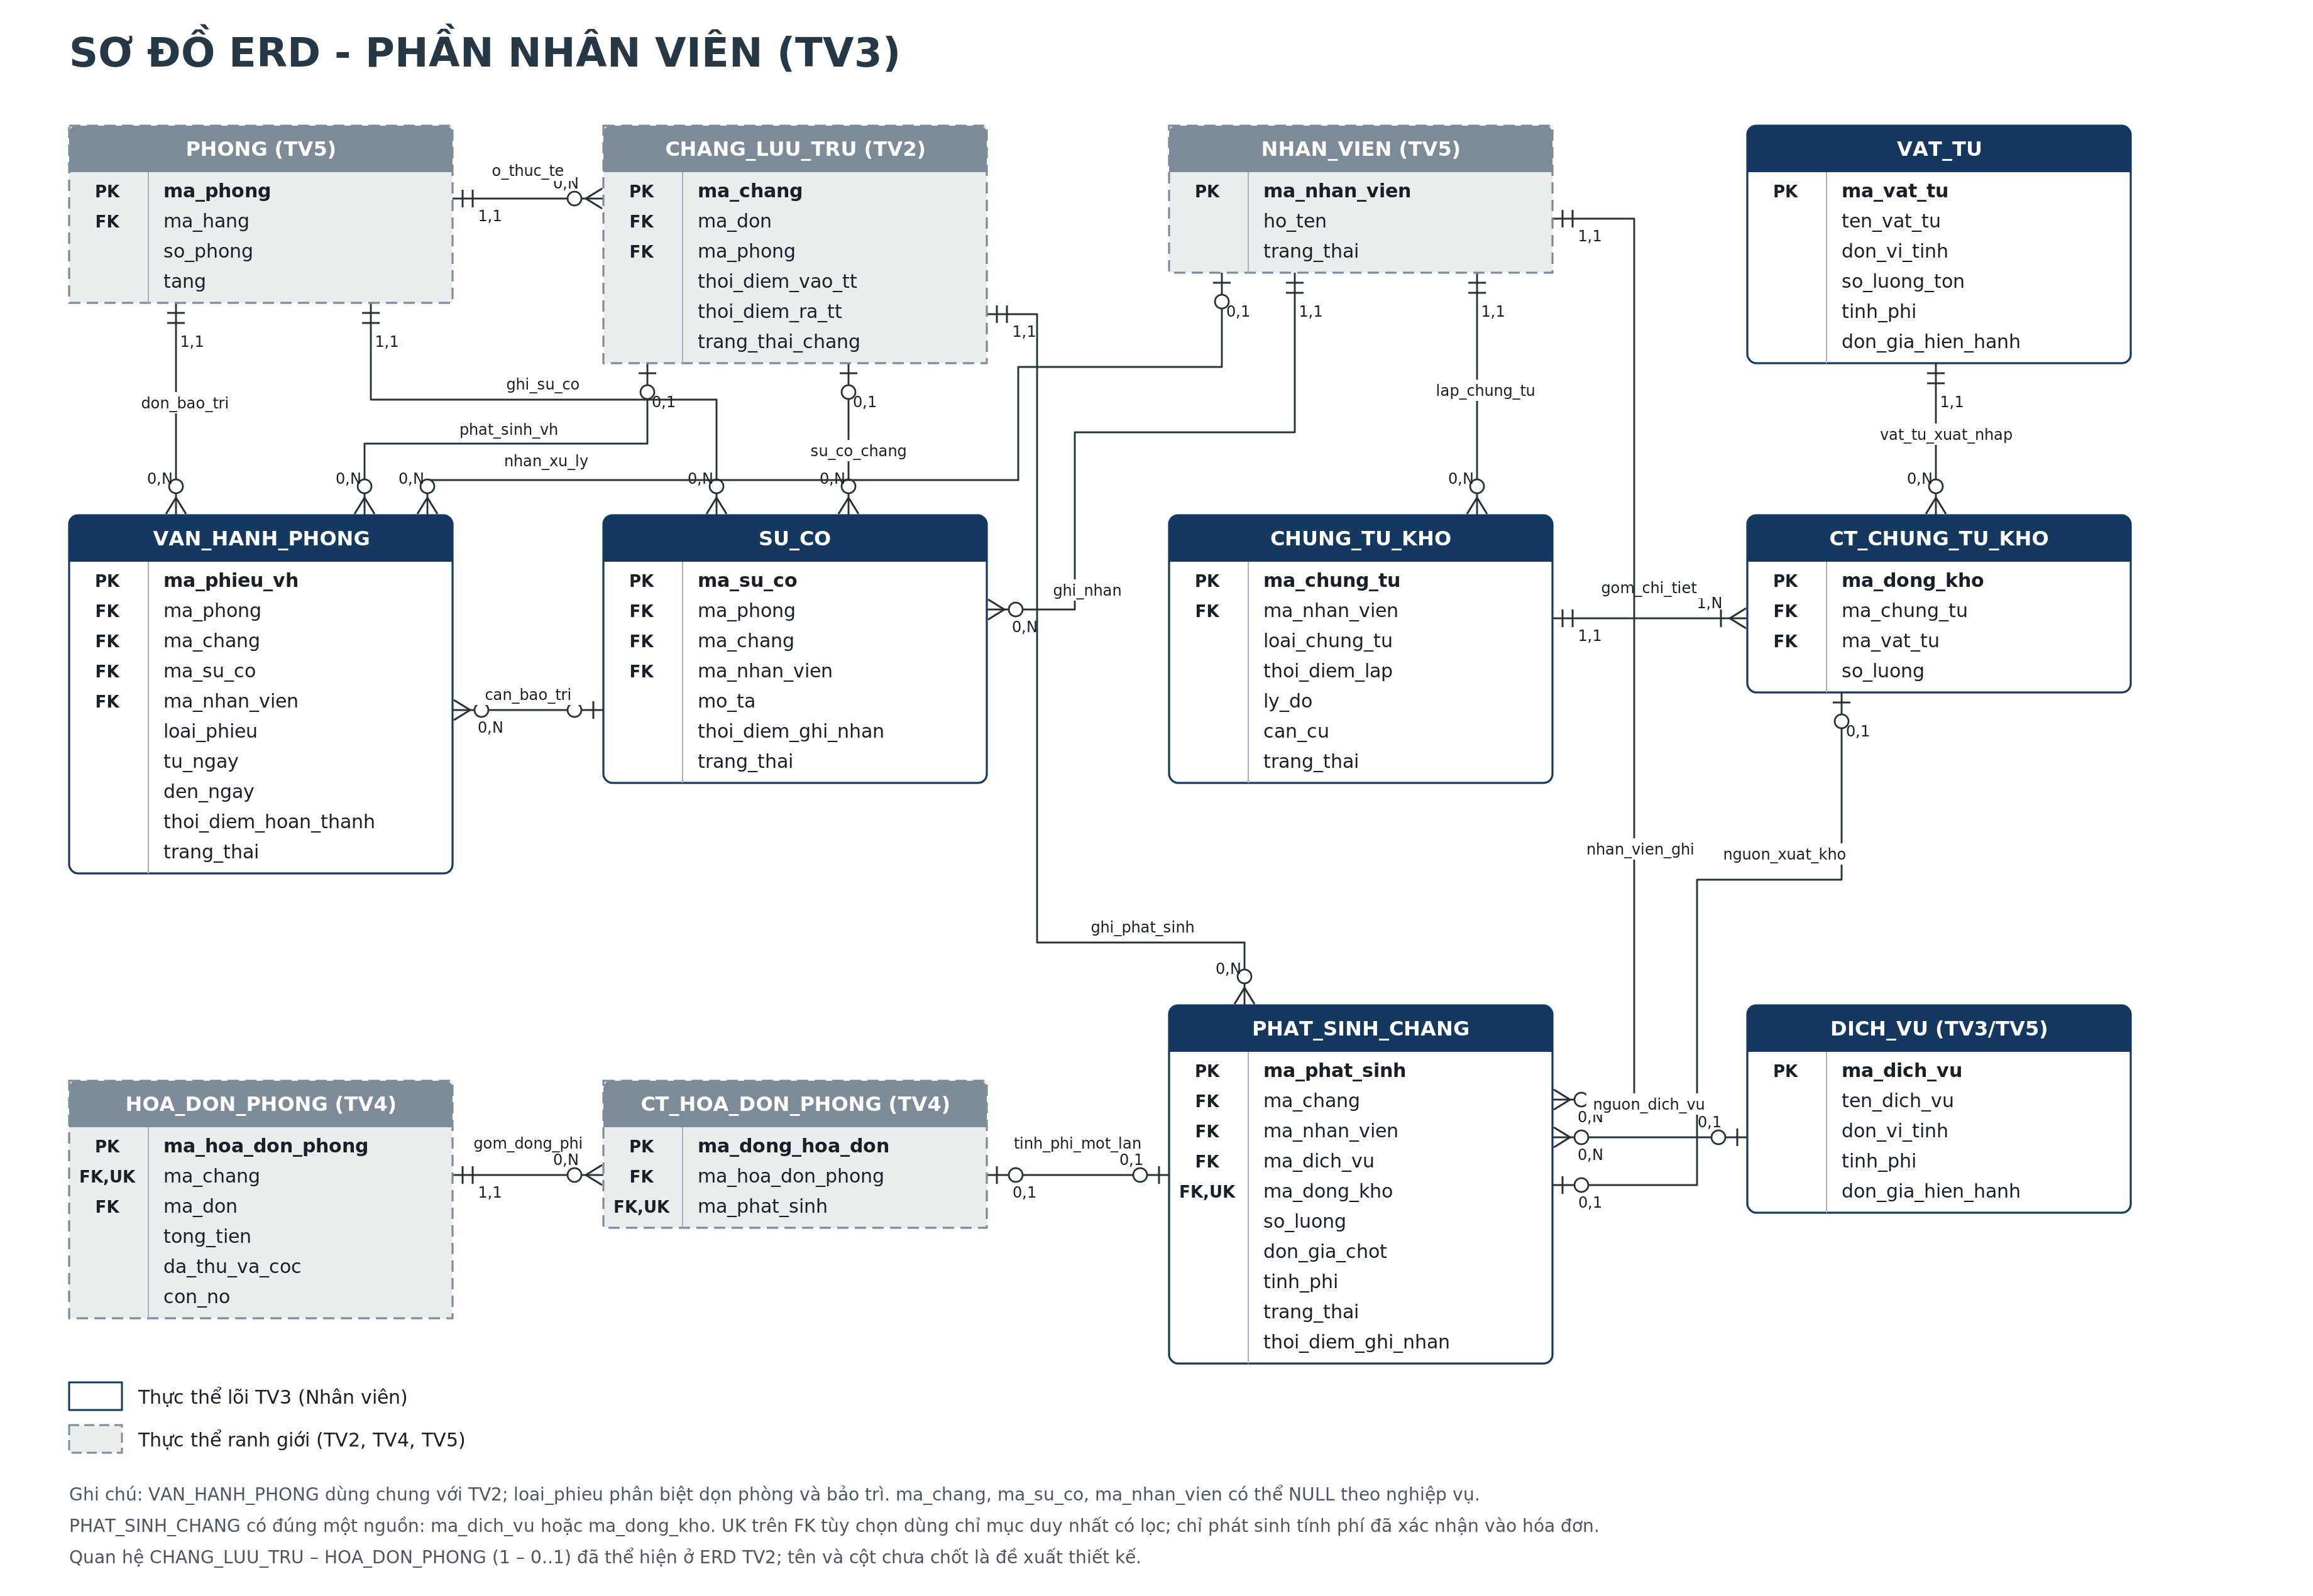 SƠ ĐỒ ERD - PHẦN NHÂN VIÊN (TV3)
PHONG (TV5)
PK ma_phong
FK ma_hang
so_phong
tang
o_thuc_te
0,N
1,1
CHANG_LUU_TRU (TV2)
PK ma_chang
FK ma_don
FK ma_phong
thoi_diem_vao_tt
thoi_diem_ra_tt
trang_thai_chang
NHAN_VIEN (TV5)
PK ma_nhan_vien
ho_ten
trang_thai
VAT_TU
PK ma_vat_tu
ten_vat_tu
don_vi_tinh
so_luong_ton
tinh_phi
don_gia_hien_hanh
1,1
1,1
1,1
0,1
1,1
1,1
1,1
don_bao_tri
ghi_su_co
0,1
0,1
lap_chung_tu
1,1
phat_sinh_vh
su_co_chang
vat_tu_xuat_nhap
nhan_xu_ly
0,N
0,N
0,N
0,N
0,N
0,N
0,N
VAN_HANH_PHONG
PK ma_phieu_vh
FK ma_phong
FK ma_chang
FK ma_su_co
FK ma_nhan_vien
loai_phieu
tu_ngay
den_ngay
thoi_diem_hoan_thanh
trang_thai
can_bao_tri
0,N
SU_CO
PK ma_su_co
FK ma_phong
FK ma_chang
FK ma_nhan_vien
mo_ta
thoi_diem_ghi_nhan
trang_thai
ghi_nhan
0,N
CHUNG_TU_KHO
PK ma_chung_tu
FK ma_nhan_vien
loai_chung_tu
thoi_diem_lap
ly_do
can_cu
trang_thai
gom_chi_tiet
1,N
1,1
CT_CHUNG_TU_KHO
PK ma_dong_kho
FK ma_chung_tu
FK ma_vat_tu
so_luong
0,1
nhan_vien_ghi
nguon_xuat_kho
ghi_phat_sinh
0,N
HOA_DON_PHONG (TV4)
PK ma_hoa_don_phong
FK,UK ma_chang
FK ma_don
tong_tien
da_thu_va_coc
con_no
gom_dong_phi
0,N
1,1
CT_HOA_DON_PHONG (TV4)
PK ma_dong_hoa_don
FK ma_hoa_don_phong
FK,UK ma_phat_sinh
tinh_phi_mot_lan
0,1
0,1
PHAT_SINH_CHANG
PK ma_phat_sinh
FK ma_chang
FK ma_nhan_vien
FK ma_dich_vu
FK,UK ma_dong_kho
so_luong
don_gia_chot
tinh_phi
trang_thai
thoi_diem_ghi_nhan
nguon_dich_vu
0,N
0,1
0,N
0,1
DICH_VU (TV3/TV5)
PK ma_dich_vu
ten_dich_vu
don_vi_tinh
tinh_phi
don_gia_hien_hanh
Thực thể lõi TV3 (Nhân viên)
Thực thể ranh giới (TV2, TV4, TV5)
Ghi chú: VAN_HANH_PHONG dùng chung với TV2; loai_phieu phân biệt dọn phòng và bảo trì. ma_chang, ma_su_co, ma_nhan_vien có thể NULL theo nghiệp vụ.
PHAT_SINH_CHANG có đúng một nguồn: ma_dich_vu hoặc ma_dong_kho. UK trên FK tùy chọn dùng chỉ mục duy nhất có lọc; chỉ phát sinh tính phí đã xác nhận vào hóa đơn.
Quan hệ CHANG_LUU_TRU – HOA_DON_PHONG (1 – 0..1) đã thể hiện ở ERD TV2; tên và cột chưa chốt là đề xuất thiết kế.